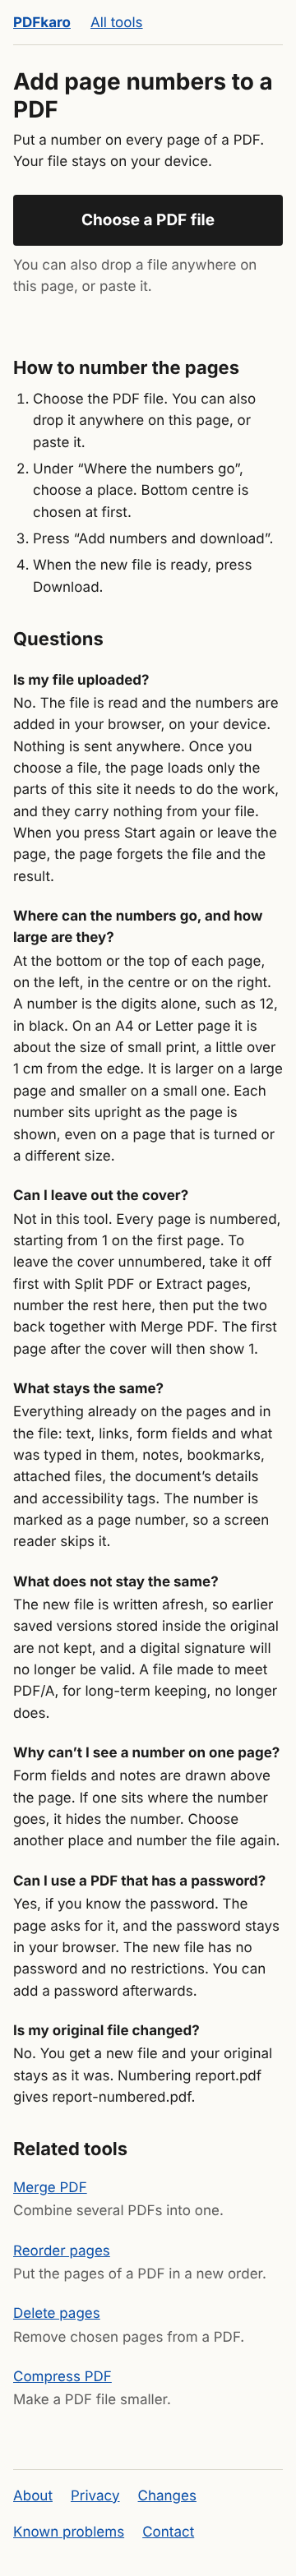 PDFkaro All tools
Add page numbers to a
PDF
Put a number on every page of a PDF.
Your file stays on your device.
Choose a PDF file
You can also drop a file anywhere on
this page, or paste it.
How to number the pages
1. Choose the PDF file. You can also
drop it anywhere on this page, or
paste it.
2. Under “Where the numbers go”,
choose a place. Bottom centre is
chosen at first.
3. Press “Add numbers and download”.
4. When the new file is ready, press
Download.
Questions
Is my file uploaded?
No. The file is read and the numbers are
added in your browser, on your device.
Nothing is sent anywhere. Once you
choose a file, the page loads only the
parts of this site it needs to do the work,
and they carry nothing from your file.
When you press Start again or leave the
page, the page forgets the file and the
result.
Where can the numbers go, and how
large are they?
At the bottom or the top of each page,
on the left, in the centre or on the right.
A number is the digits alone, such as 12,
in black. On an A4 or Letter page it is
about the size of small print, a little over
1 cm from the edge. It is larger on a large
page and smaller on a small one. Each
number sits upright as the page is
shown, even on a page that is turned or
a different size.
Can I leave out the cover?
Not in this tool. Every page is numbered,
starting from 1 on the first page. To
leave the cover unnumbered, take it off
first with Split PDF or Extract pages,
number the rest here, then put the two
back together with Merge PDF. The first
page after the cover will then show 1.
What stays the same?
Everything already on the pages and in
the file: text, links, form fields and what
was typed in them, notes, bookmarks,
attached files, the document’s details
and accessibility tags. The number is
marked as a page number, so a screen
reader skips it.
What does not stay the same?
The new file is written afresh, so earlier
saved versions stored inside the original
are not kept, and a digital signature will
no longer be valid. A file made to meet
PDF/A, for long-term keeping, no longer
does.
Why can’t I see a number on one page?
Form fields and notes are drawn above
the page. If one sits where the number
goes, it hides the number. Choose
another place and number the file again.
Can I use a PDF that has a password?
Yes, if you know the password. The
page asks for it, and the password stays
in your browser. The new file has no
password and no restrictions. You can
add a password afterwards.
Is my original file changed?
No. You get a new file and your original
stays as it was. Numbering report.pdf
gives report-numbered.pdf.
Related tools
Merge PDF
Combine several PDFs into one.
Reorder pages
Put the pages of a PDF in a new order.
Delete pages
Remove chosen pages from a PDF.
Compress PDF
Make a PDF file smaller.
About Privacy Changes
Known problems Contact